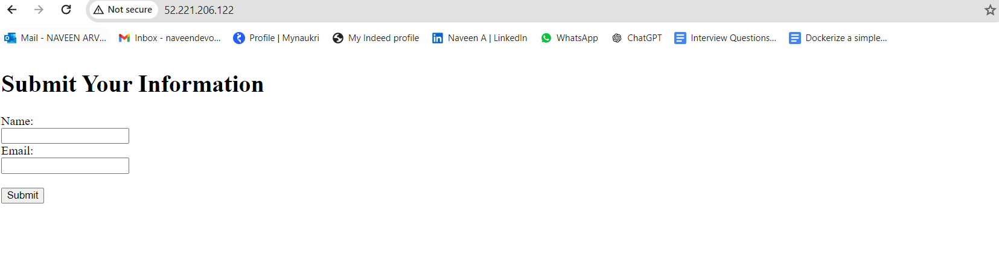 Not secure 52.221.206.122
Mail - NAVEEN ARV... Inbox - naveendevo... Profile | Mynaukri My Indeed profile Naveen A | LinkedIn WhatsApp ChatGPT Interview Questions... Dockerize a simple...
Submit Your Information
Name:
Email:
Submit